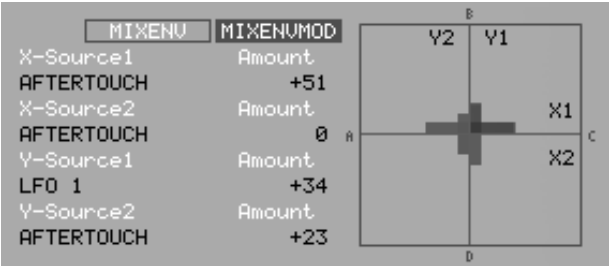 MIXENV MIXENVMOD
X-Source1 Amount
AFTERTOUCH +51
X-Source2 Amount
AFTERTOUCH 0
Y-Source1 Amount
LFO 1 +34
Y-Source2 Amount
AFTERTOUCH +23
B
Y2 Y1
X1
A C
X2
D